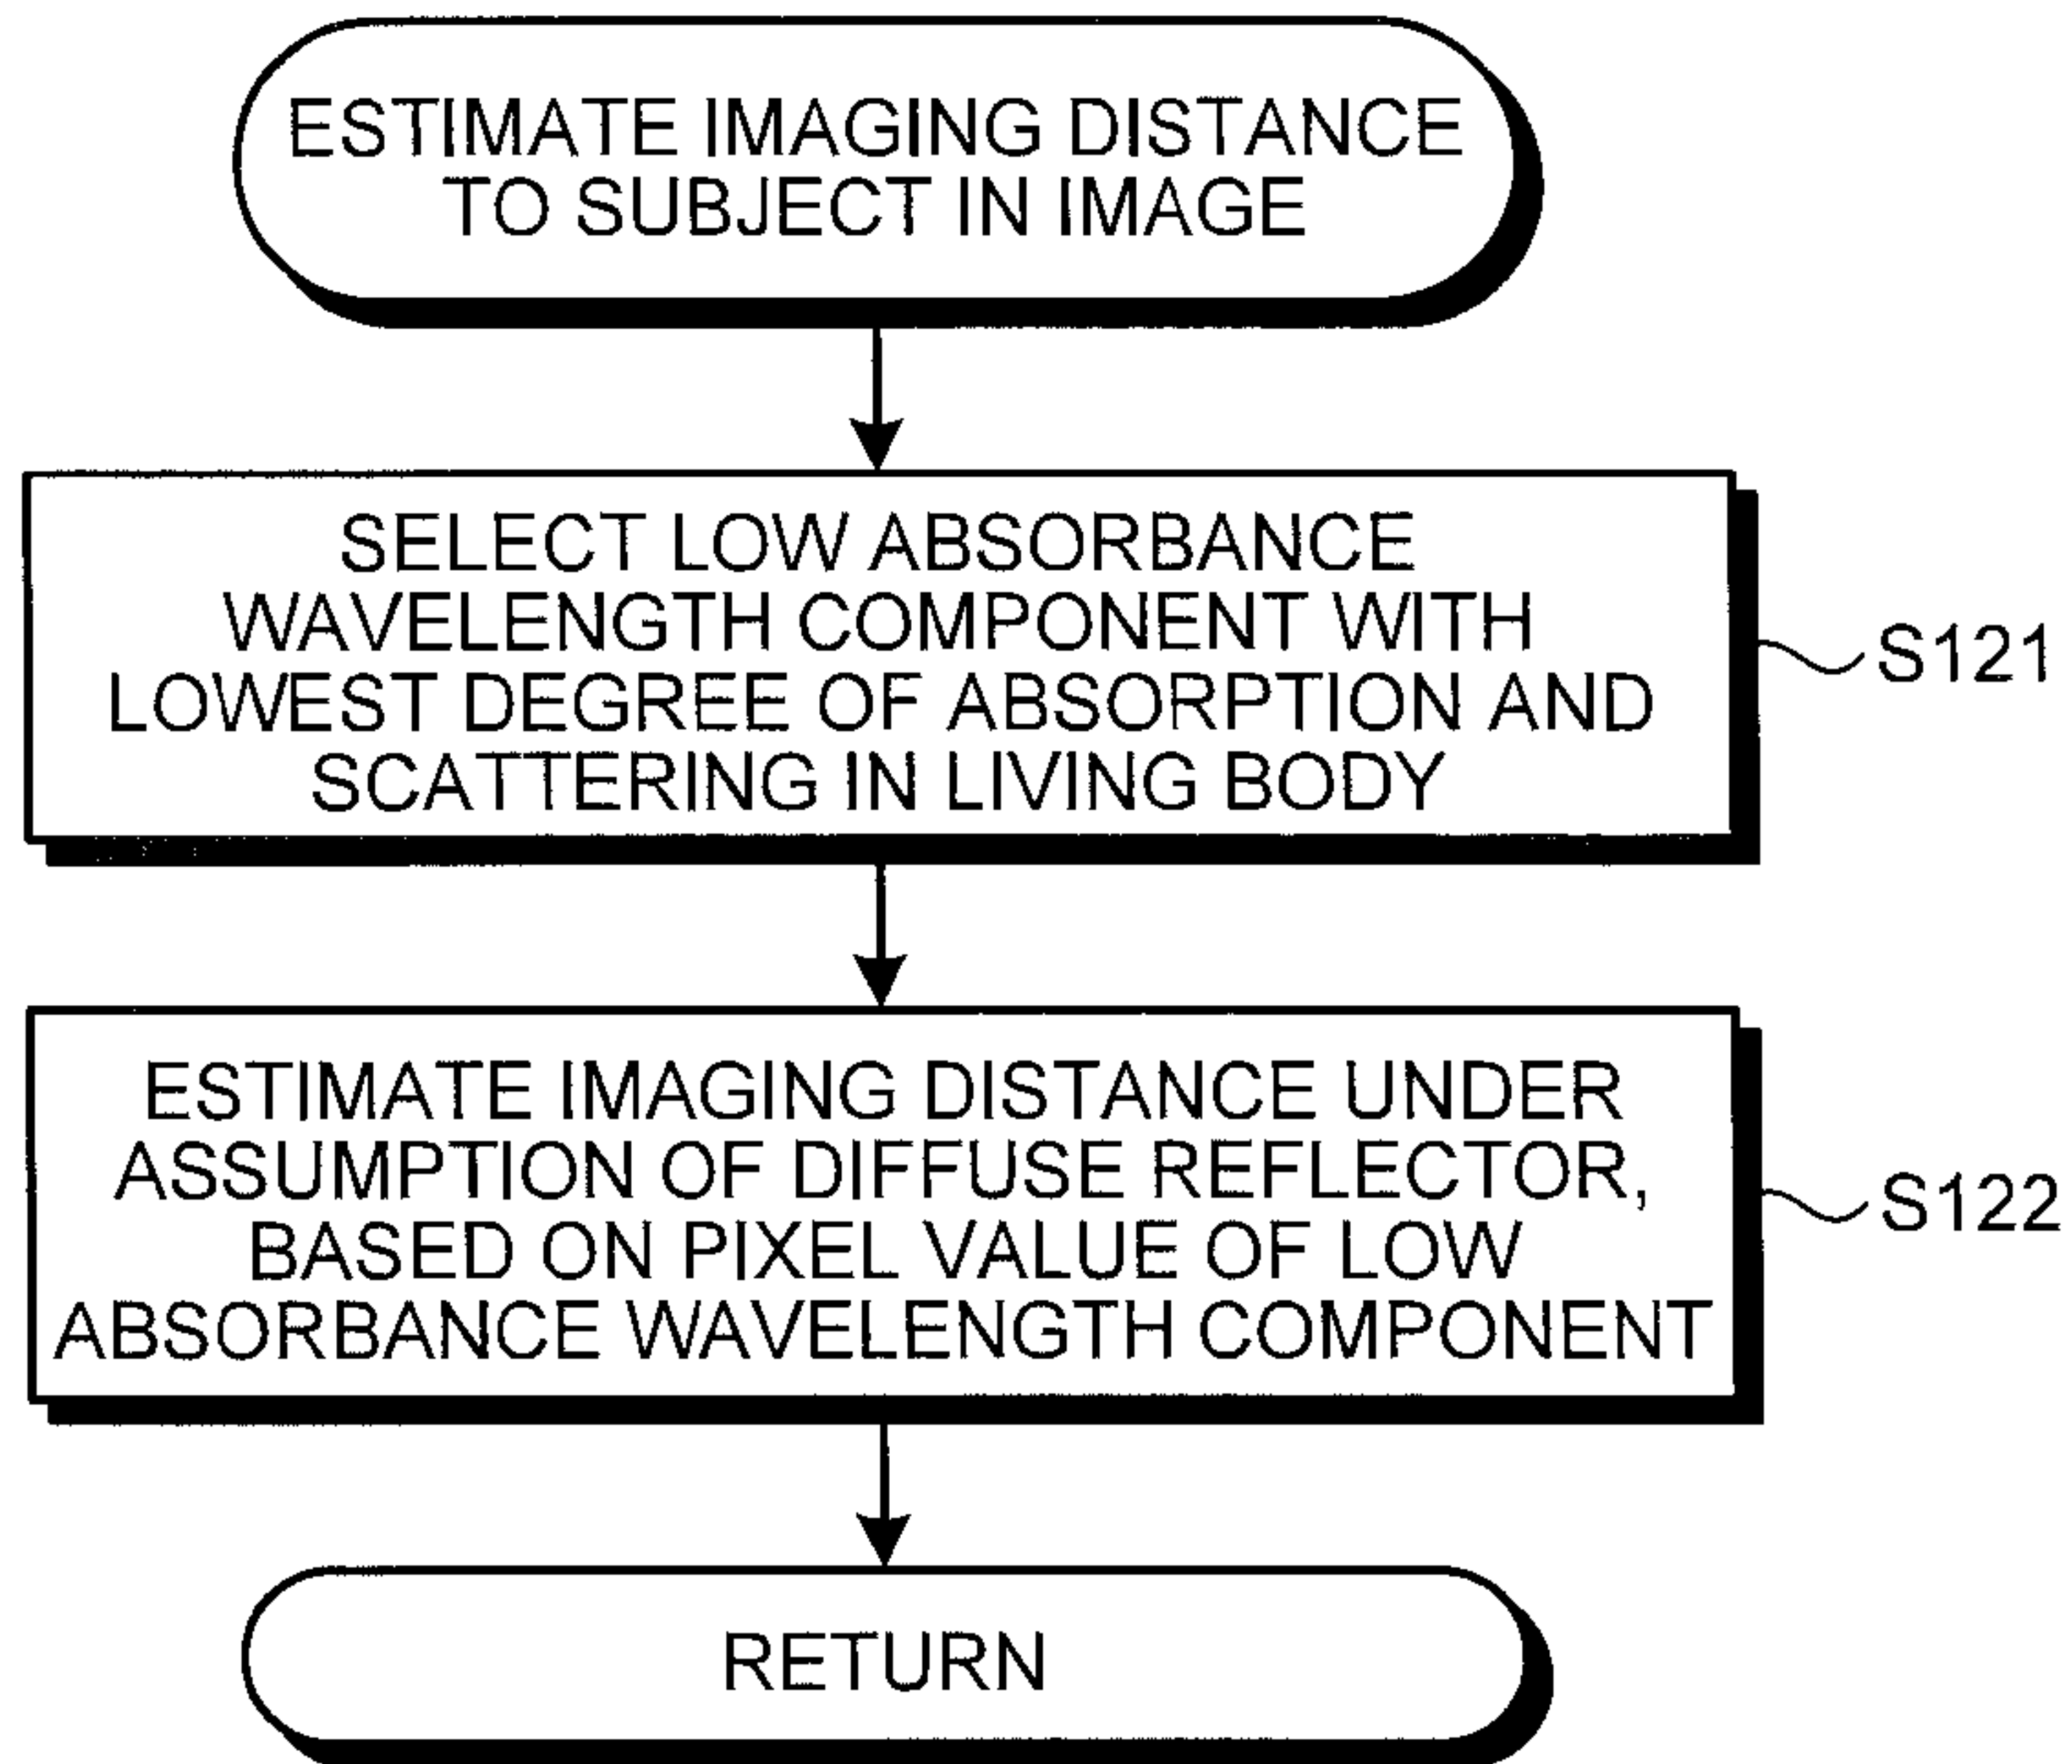 ESTIMATE IMAGING DISTANCE
TO SUBJECT IN IMAGE
SELECT LOW ABSORBANCE
WAVELENGTH COMPONENT WITH
LOWEST DEGREE OF ABSORPTION AND
SCATTERING IN LIVING BODY
S121
ESTIMATE IMAGING DISTANCE UNDER
ASSUMPTION OF DIFFUSE REFLECTOR,
BASED ON PIXEL VALUE OF LOW
ABSORBANCE WAVELENGTH COMPONENT
S122
RETURN